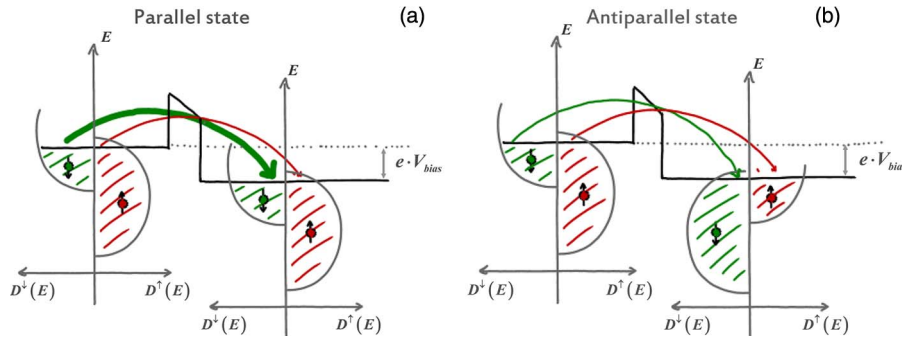 Parallel state
(a)
E
E
e · V_bias
D↓(E)
D↑(E)
D↓(E)
D↑(E)
Antiparallel state
(b)
E
E
e · V_bia
D↓(E)
D↑(E)
D↓(E)
D↑(E)